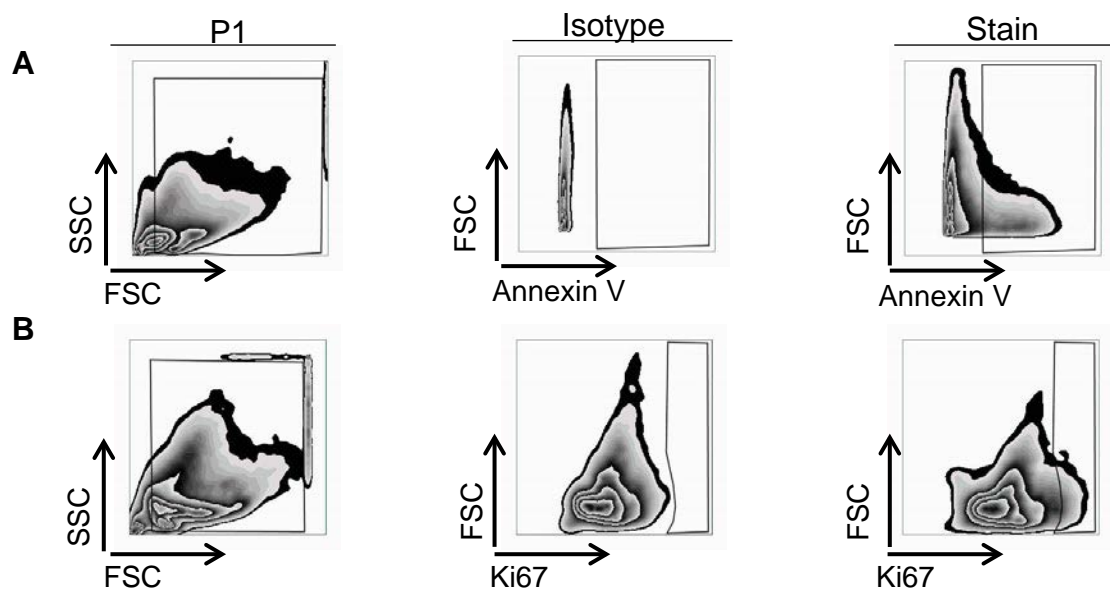 P1
Isotype
Stain
A
SSC
FSC
FSC
Annexin V
FSC
Annexin V
B
SSC
FSC
FSC
Ki67
FSC
Ki67